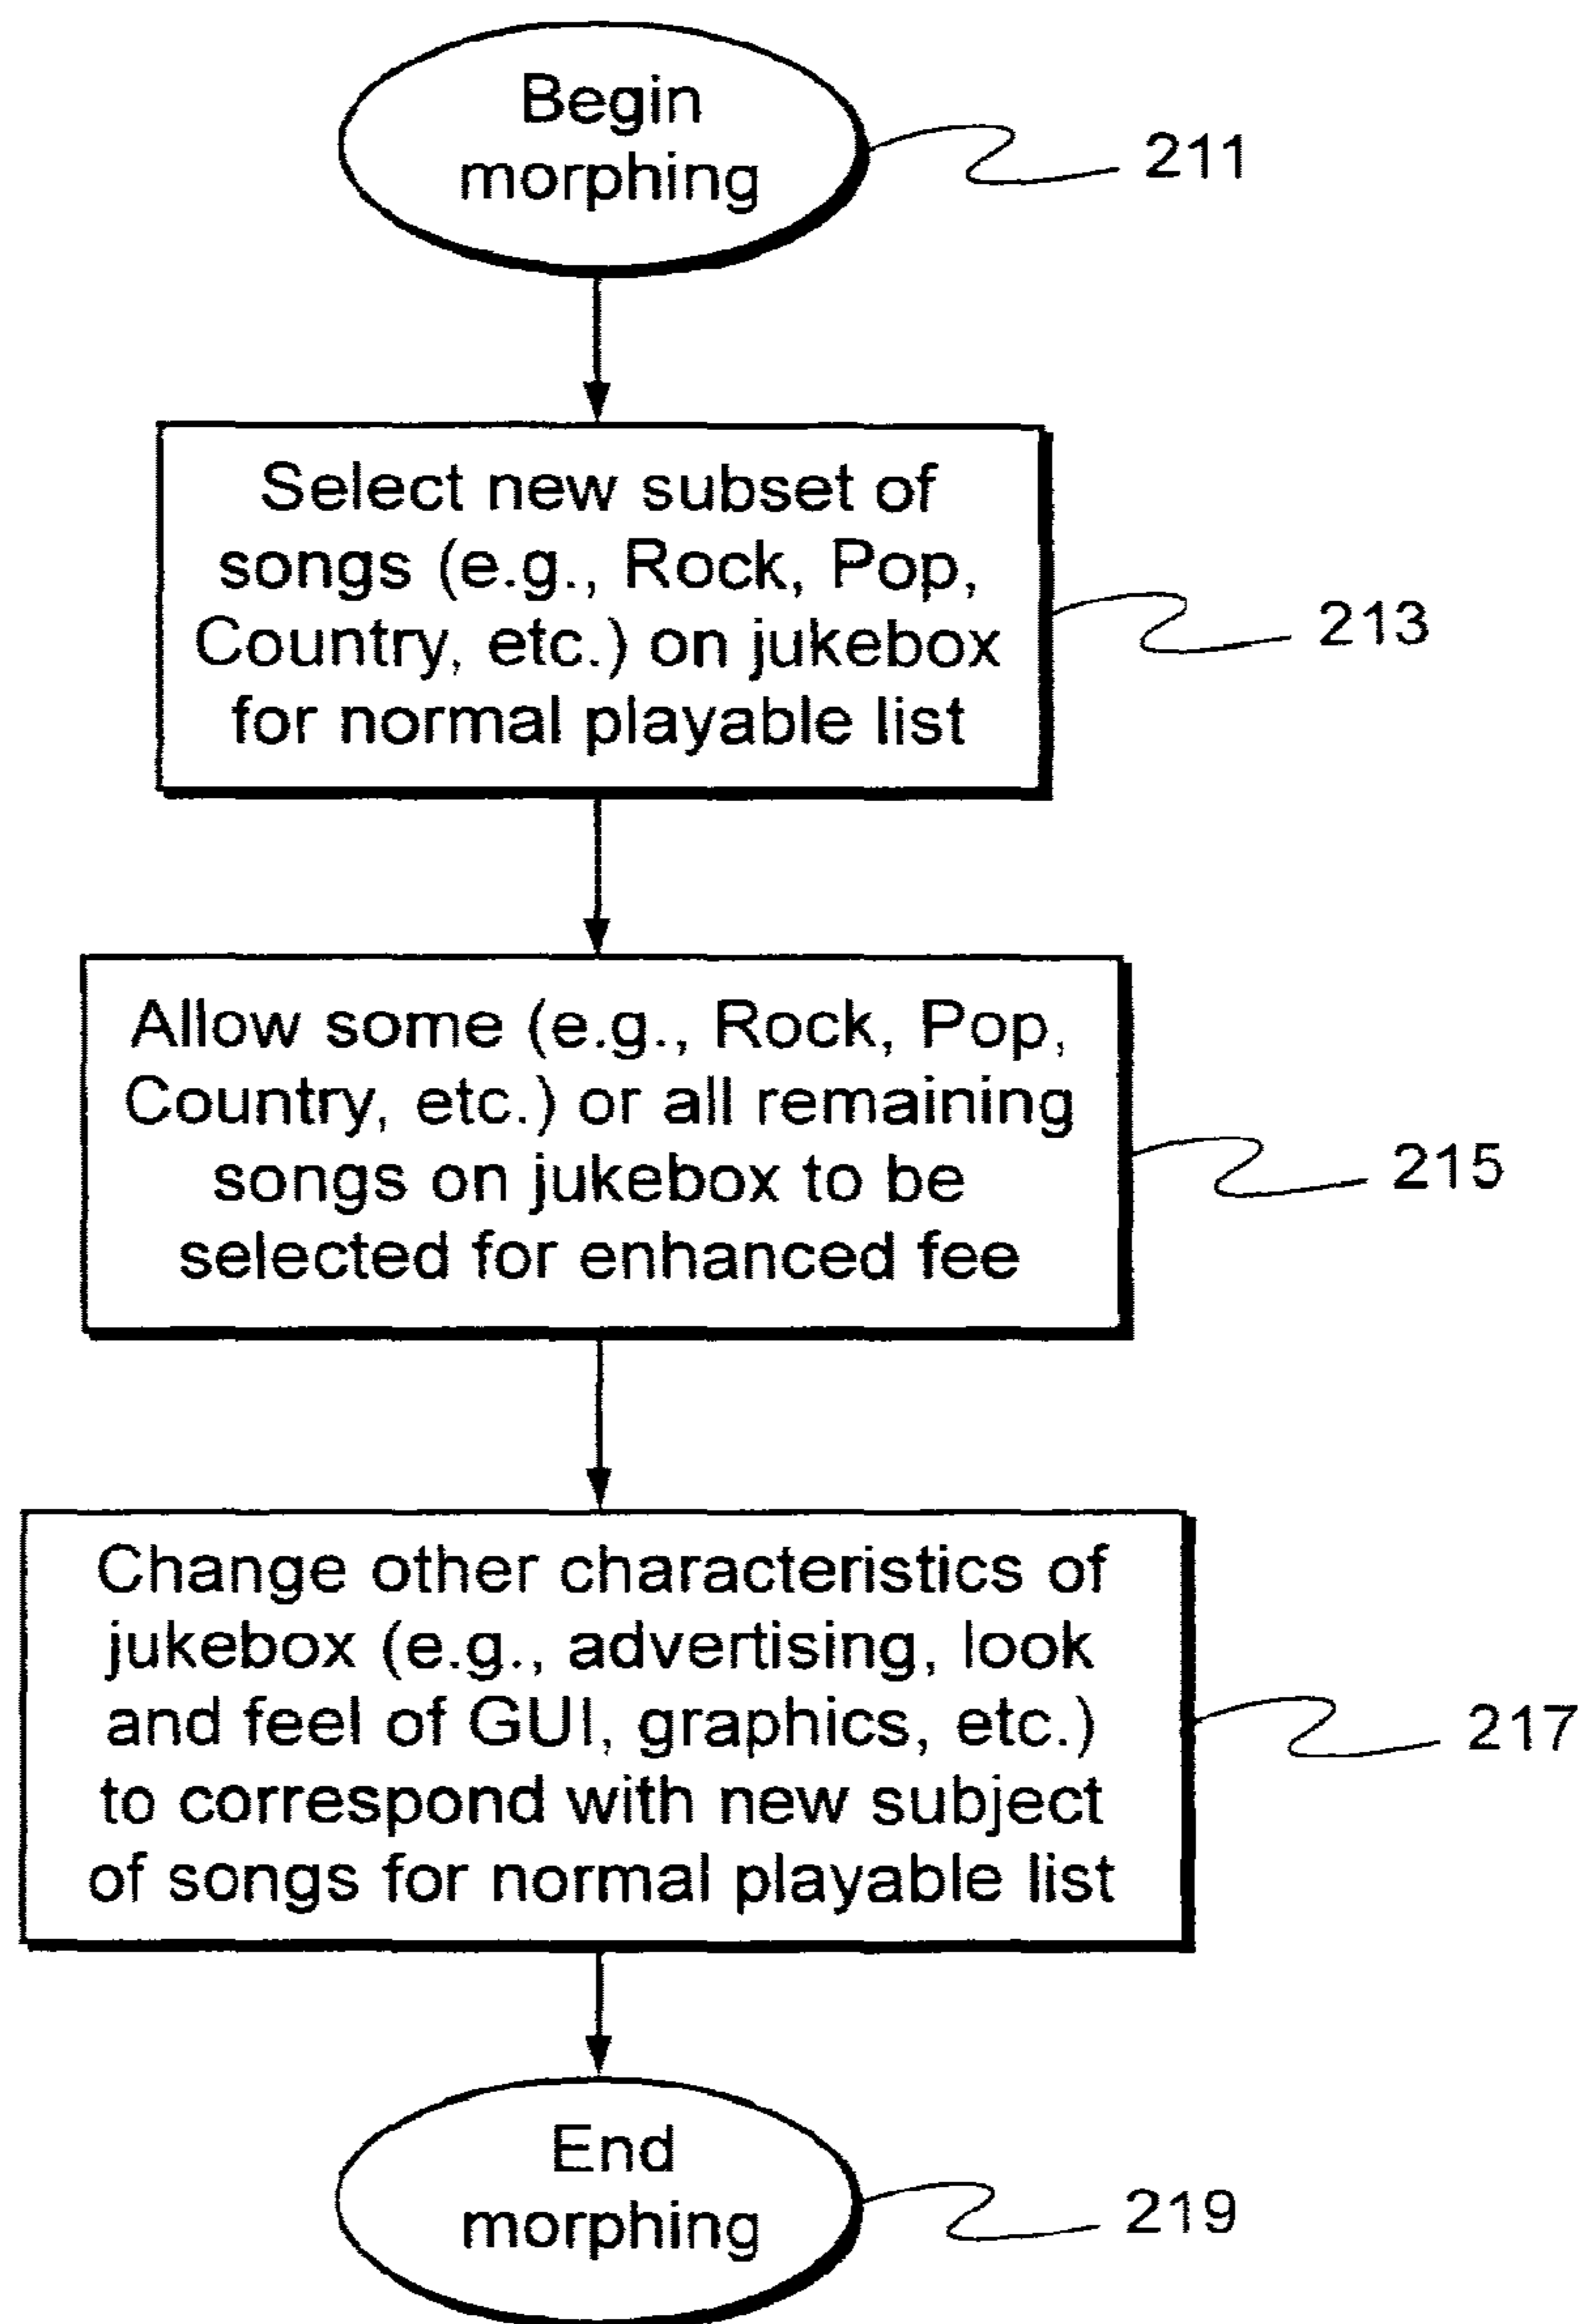 Begin
morphing
211
Select new subset of
songs (e.g., Rock, Pop,
Country, etc.) on jukebox
for normal playable list
213
Allow some (e.g., Rock, Pop,
Country, etc.) or all remaining
songs on jukebox to be
selected for enhanced fee
215
Change other characteristics of
jukebox (e.g., advertising, look
and feel of GUI, graphics, etc.)
to correspond with new subject
of songs for normal playable list
217
End
morphing
219